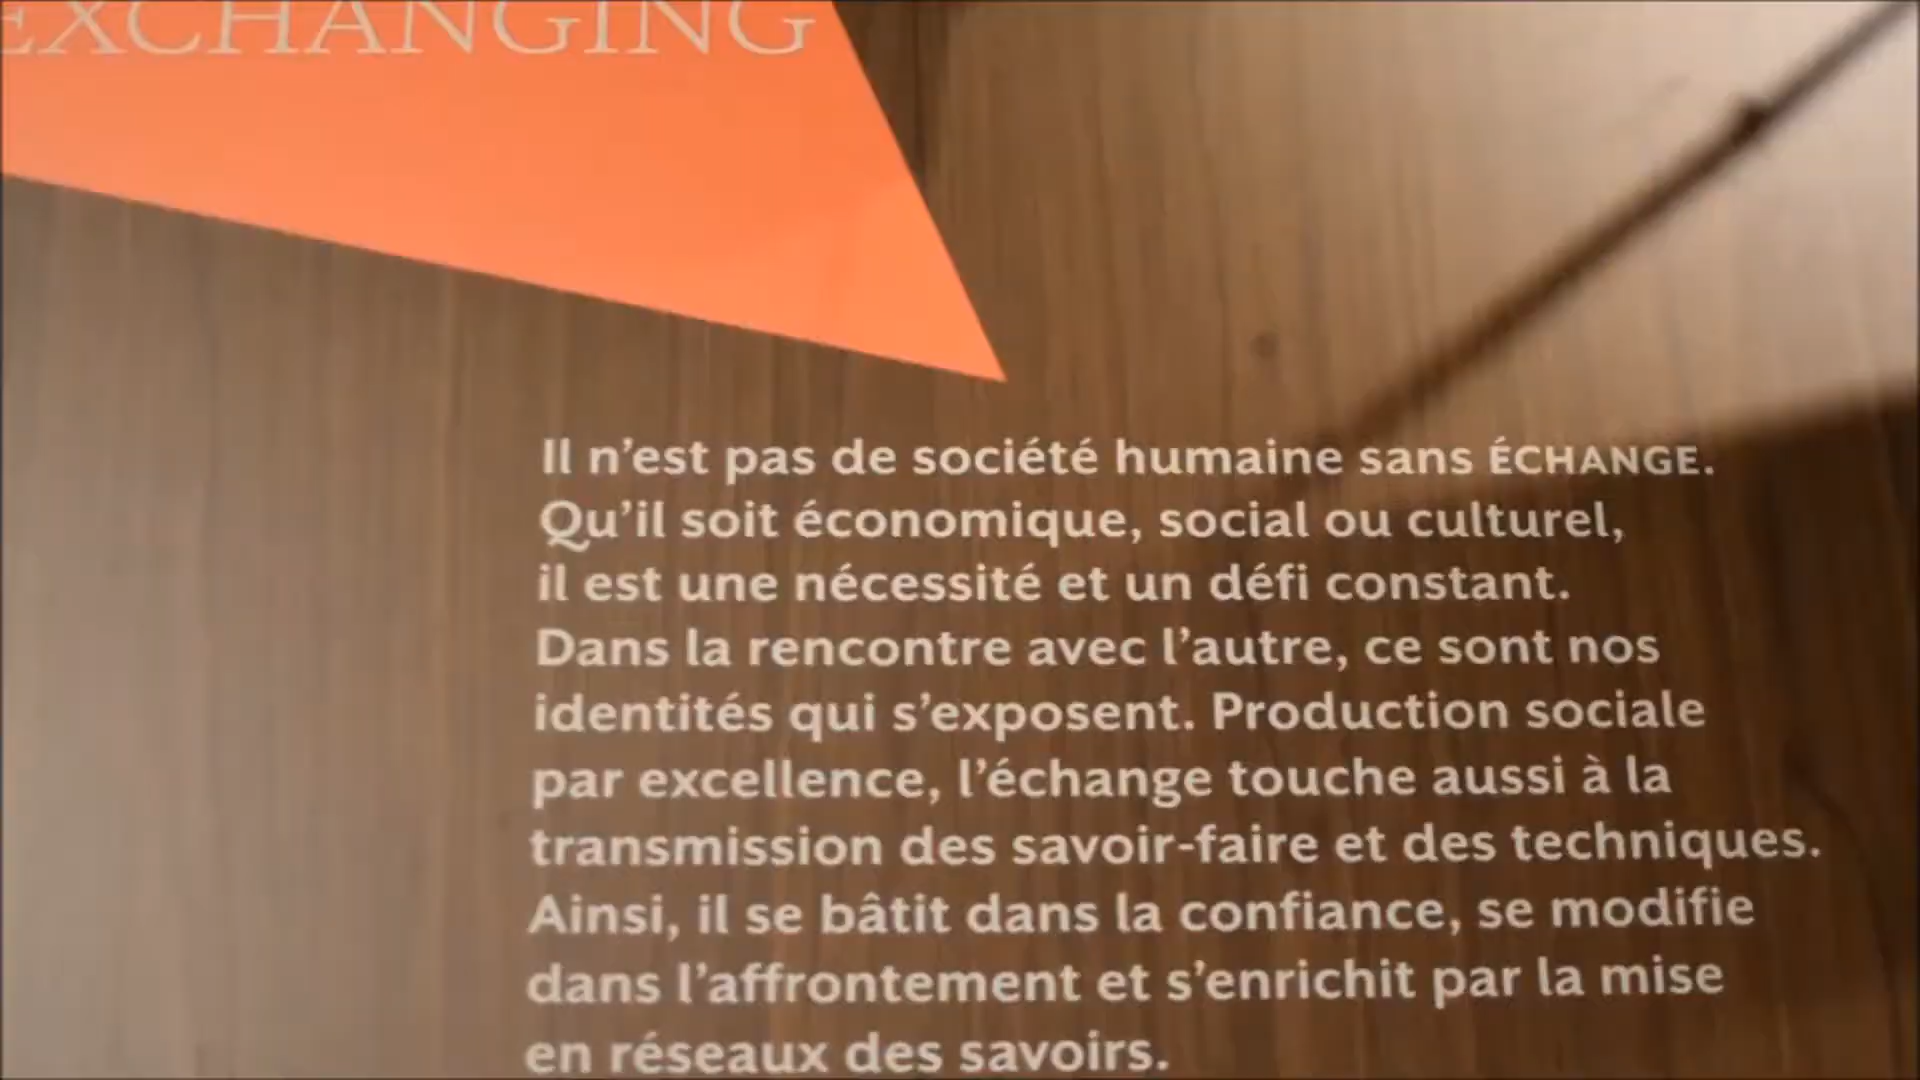 EXCHANGING
Il n'est pas de société humaine sans ÉCHANGE.
Qu'il soit économique, social ou culturel,
il est une nécessité et un défi constant.
Dans la rencontre avec l'autre, ce sont nos
identités qui s'exposent. Production sociale
par excellence, l'échange touche aussi à la
transmission des savoir-faire et des techniques.
Ainsi, il se bâtit dans la confiance, se modifie
dans l'affrontement et s'enrichit par la mise
en réseaux des savoirs.